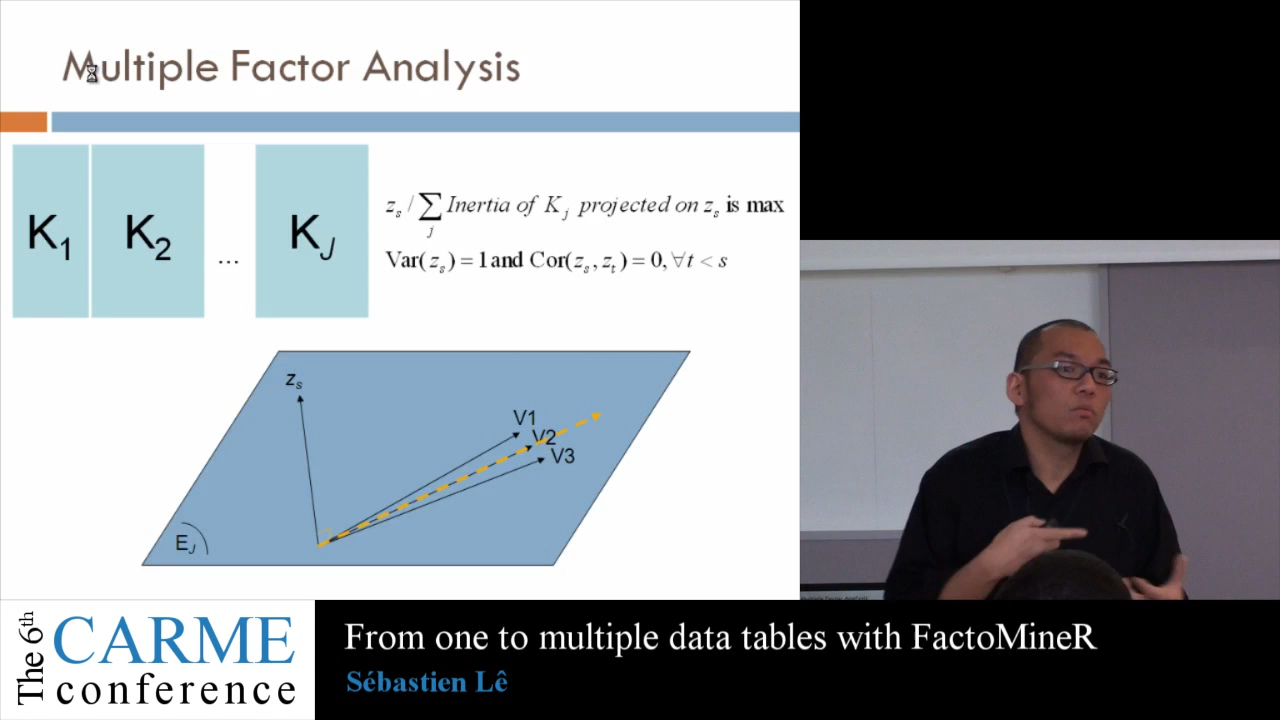 Multiple Factor Analysis
K1 K2 ... KJ
zs / ∑j Inertia of Kj projected on zs is max
Var(zs) = 1 and Cor(zs, zt) = 0, ∀t < s
zs
V1
V2
V3
EJ
The 6th
CARME
conference
From one to multiple data tables with FactoMineR
Sébastien Lê